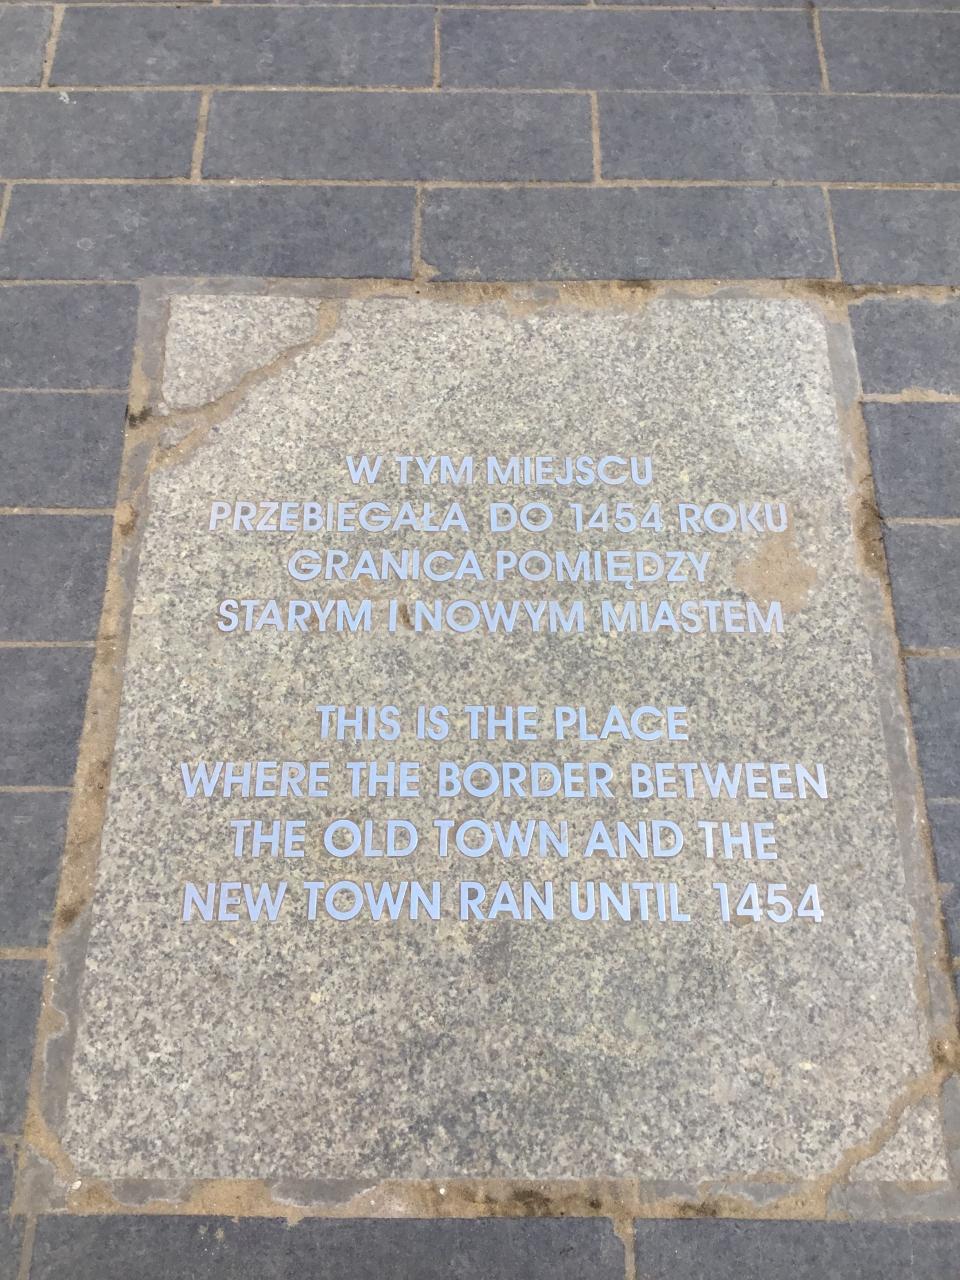 W TYM MIEJSCU
PRZEBIEGAŁA DO 1454 ROKU
GRANICA POMIĘDZY
STARYM I NOWYM MIASTEM
THIS IS THE PLACE
WHERE THE BORDER BETWEEN
THE OLD TOWN AND THE
NEW TOWN RAN UNTIL 1454